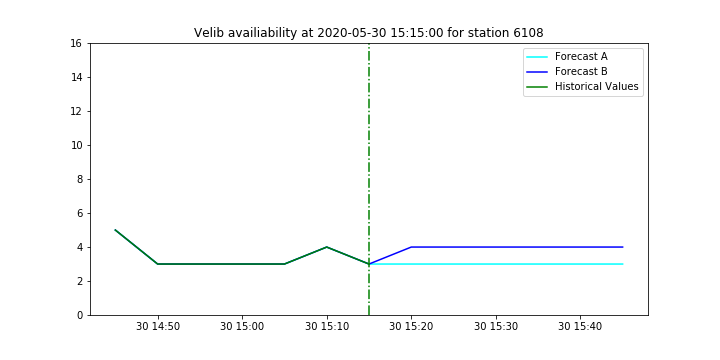 Velib availiability at 2020-05-30 15:15:00 for station 6108
Forecast A
Forecast B
Historical Values
16
14
12
10
8
6
4
2
0
30 14:50 30 15:00 30 15:10 30 15:20 30 15:30 30 15:40